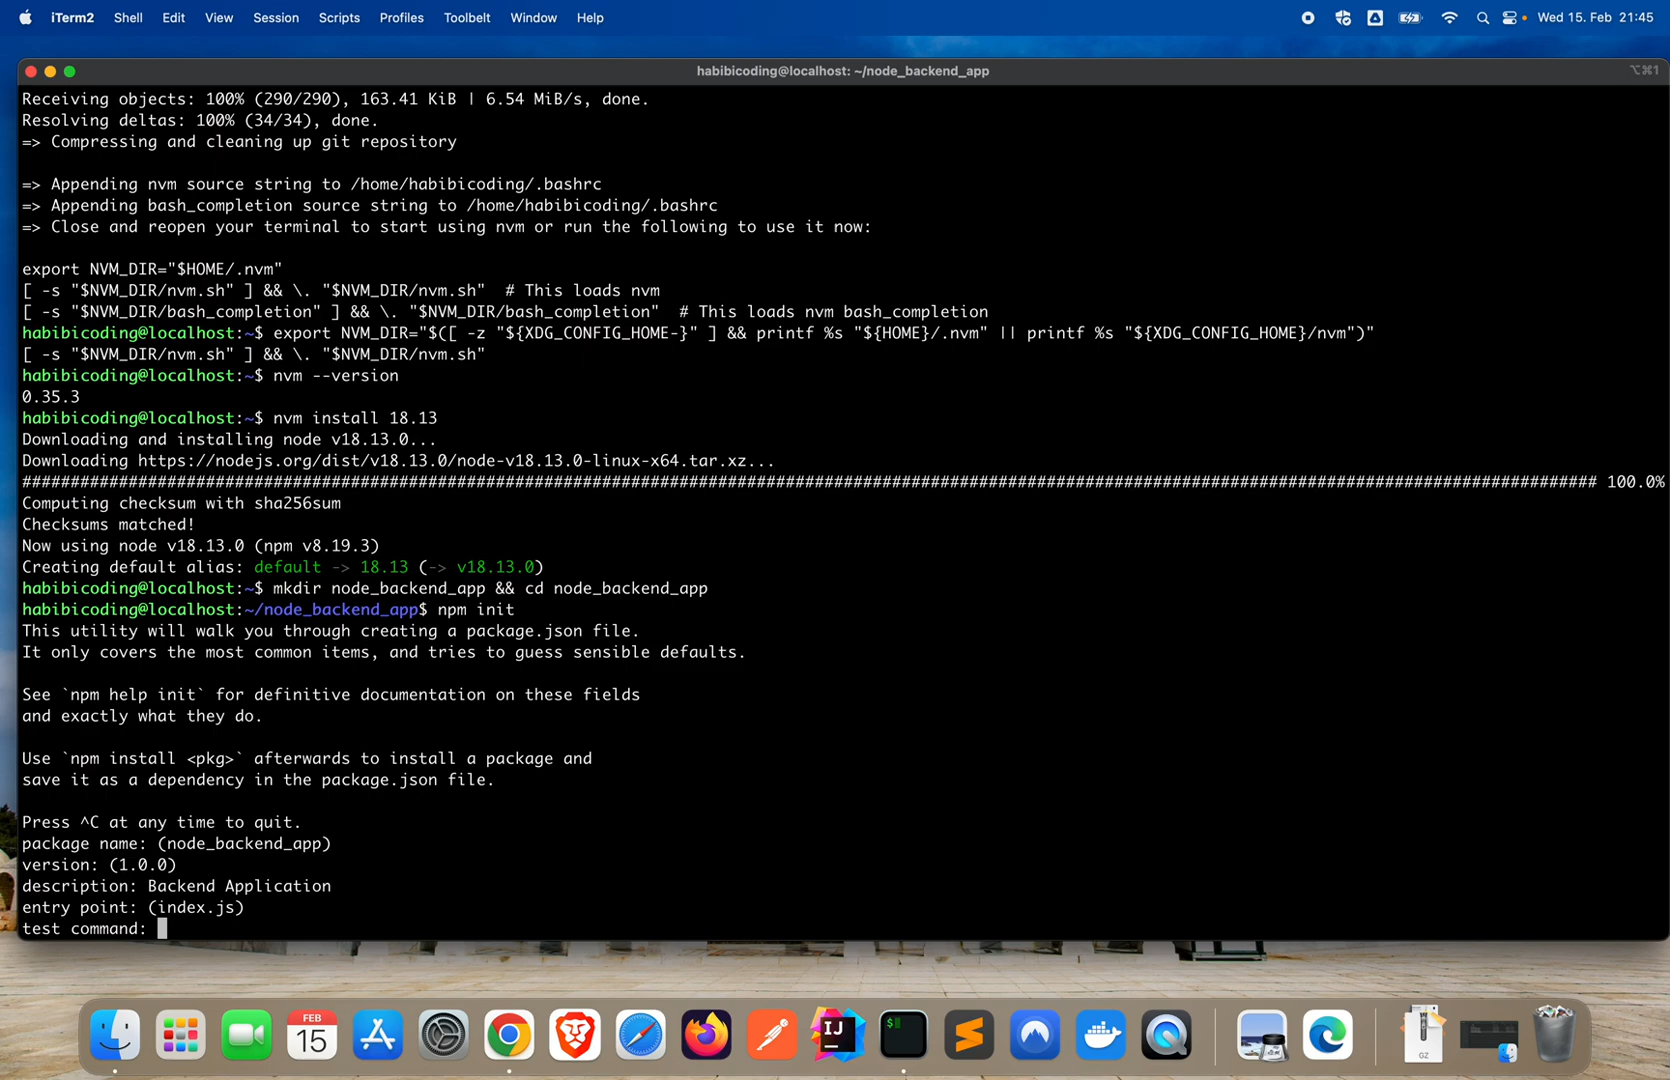 iTerm2 Shell Edit View Session Scripts Profiles Toolbelt Window Help Wed 15. Feb 21:45
habibicoding@localhost: ~/node_backend_app ⌥⌘1
Receiving objects: 100% (290/290), 163.41 KiB | 6.54 MiB/s, done.
Resolving deltas: 100% (34/34), done.
=> Compressing and cleaning up git repository
=> Appending nvm source string to /home/habibicoding/.bashrc
=> Appending bash_completion source string to /home/habibicoding/.bashrc
=> Close and reopen your terminal to start using nvm or run the following to use it now:
export NVM_DIR="$HOME/.nvm"
[ -s "$NVM_DIR/nvm.sh" ] && \. "$NVM_DIR/nvm.sh"  # This loads nvm
[ -s "$NVM_DIR/bash_completion" ] && \. "$NVM_DIR/bash_completion"  # This loads nvm bash_completion
habibicoding@localhost:~$ export NVM_DIR="$([ -z "${XDG_CONFIG_HOME-}" ] && printf %s "${HOME}/.nvm" || printf %s "${XDG_CONFIG_HOME}/nvm")"
[ -s "$NVM_DIR/nvm.sh" ] && \. "$NVM_DIR/nvm.sh"
habibicoding@localhost:~$ nvm --version
0.35.3
habibicoding@localhost:~$ nvm install 18.13
Downloading and installing node v18.13.0...
Downloading https://nodejs.org/dist/v18.13.0/node-v18.13.0-linux-x64.tar.xz...
################################################################################################################################################################### 100.0%
Computing checksum with sha256sum
Checksums matched!
Now using node v18.13.0 (npm v8.19.3)
Creating default alias: default -> 18.13 (-> v18.13.0)
habibicoding@localhost:~$ mkdir node_backend_app && cd node_backend_app
habibicoding@localhost:~/node_backend_app$ npm init
This utility will walk you through creating a package.json file.
It only covers the most common items, and tries to guess sensible defaults.
See `npm help init` for definitive documentation on these fields
and exactly what they do.
Use `npm install <pkg>` afterwards to install a package and
save it as a dependency in the package.json file.
Press ^C at any time to quit.
package name: (node_backend_app)
version: (1.0.0)
description: Backend Application
entry point: (index.js)
test command:
FEB
15
IJ
$
GZ